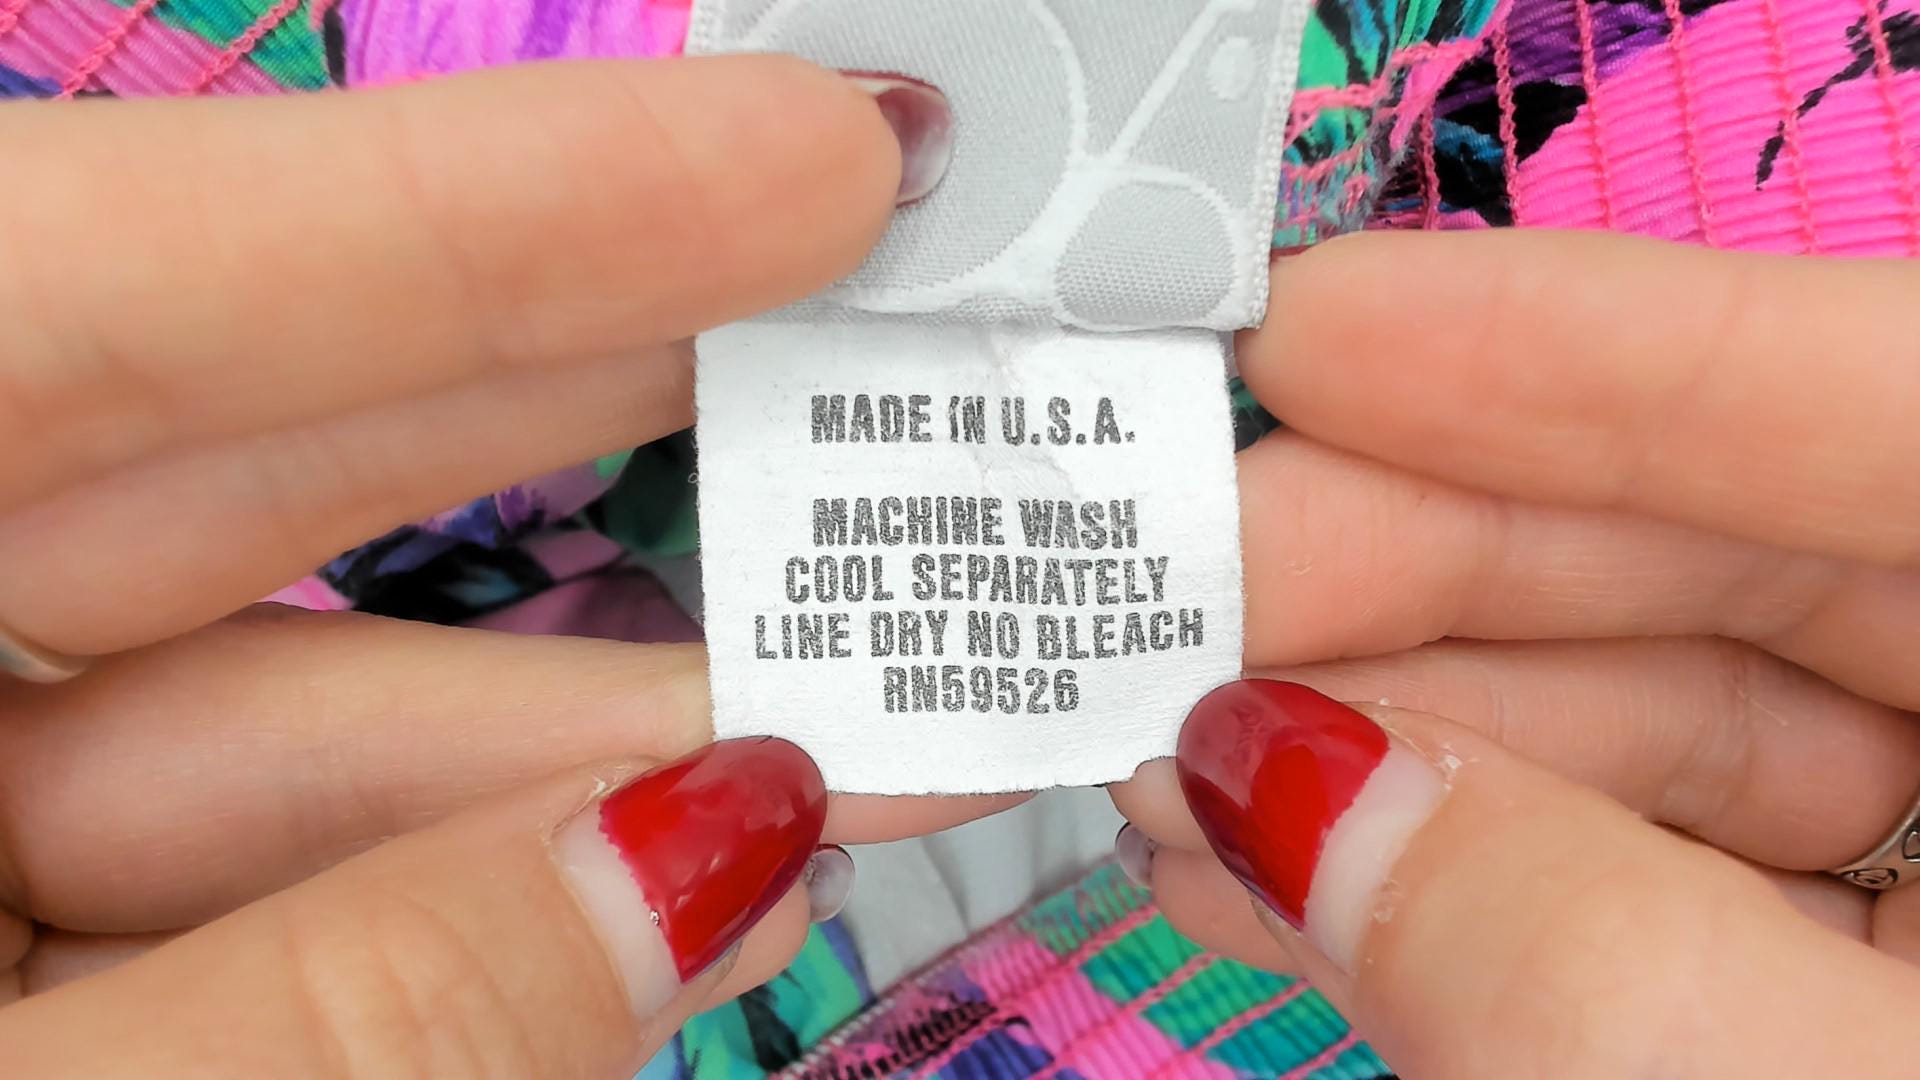 MADE IN U.S.A.
MACHINE WASH
COOL SEPARATELY
LINE DRY NO BLEACH
RN59526